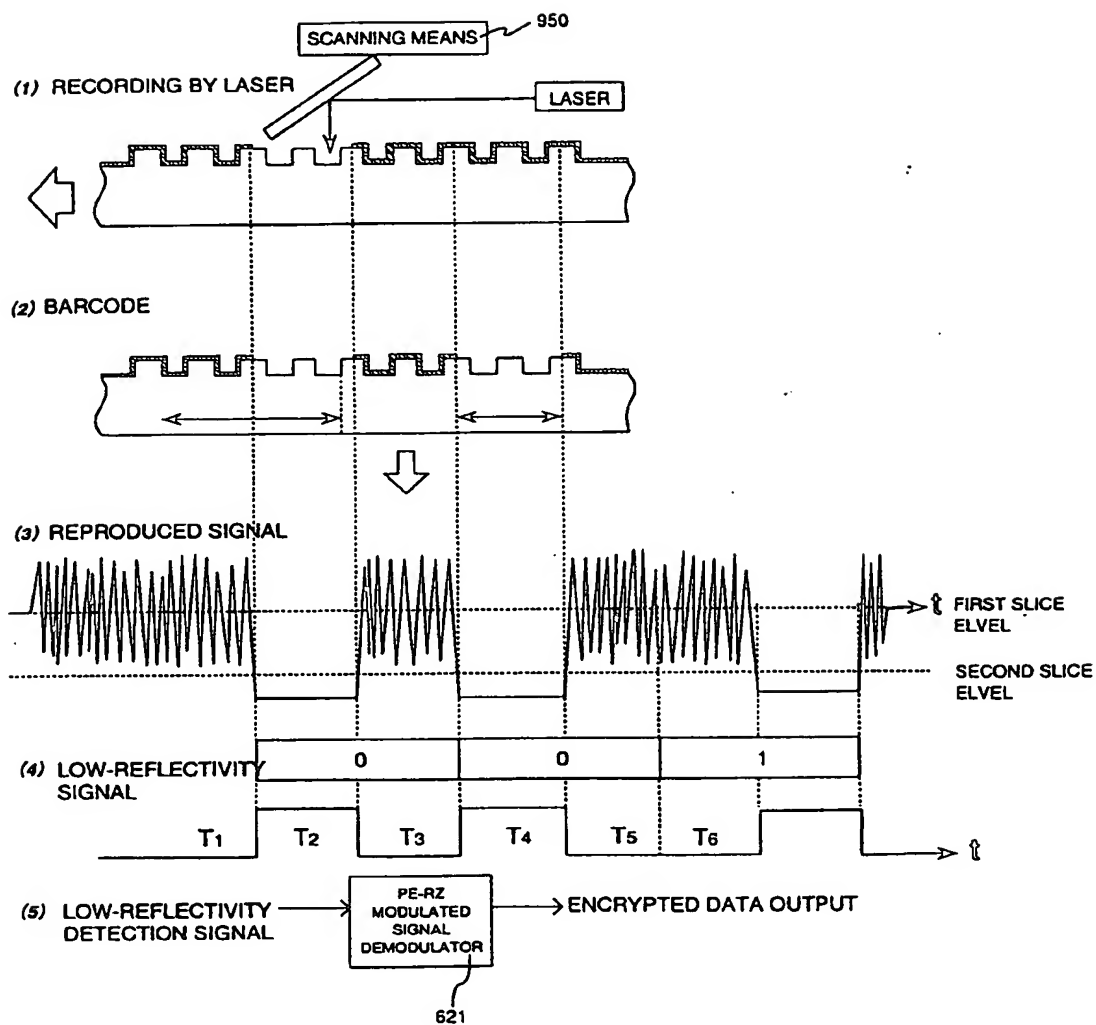 950
SCANNING MEANS
(1) RECORDING BY LASER
LASER
(2) BARCODE
(3) REPRODUCED SIGNAL
t
FIRST SLICE
ELVEL
SECOND SLICE
ELVEL
0 0 1
(4) LOW-REFLECTIVITY
SIGNAL
T1 T2 T3 T4 T5 T6
t
(5) LOW-REFLECTIVITY
DETECTION SIGNAL
PE-RZ
MODULATED
SIGNAL
DEMODULATOR
ENCRYPTED DATA OUTPUT
621